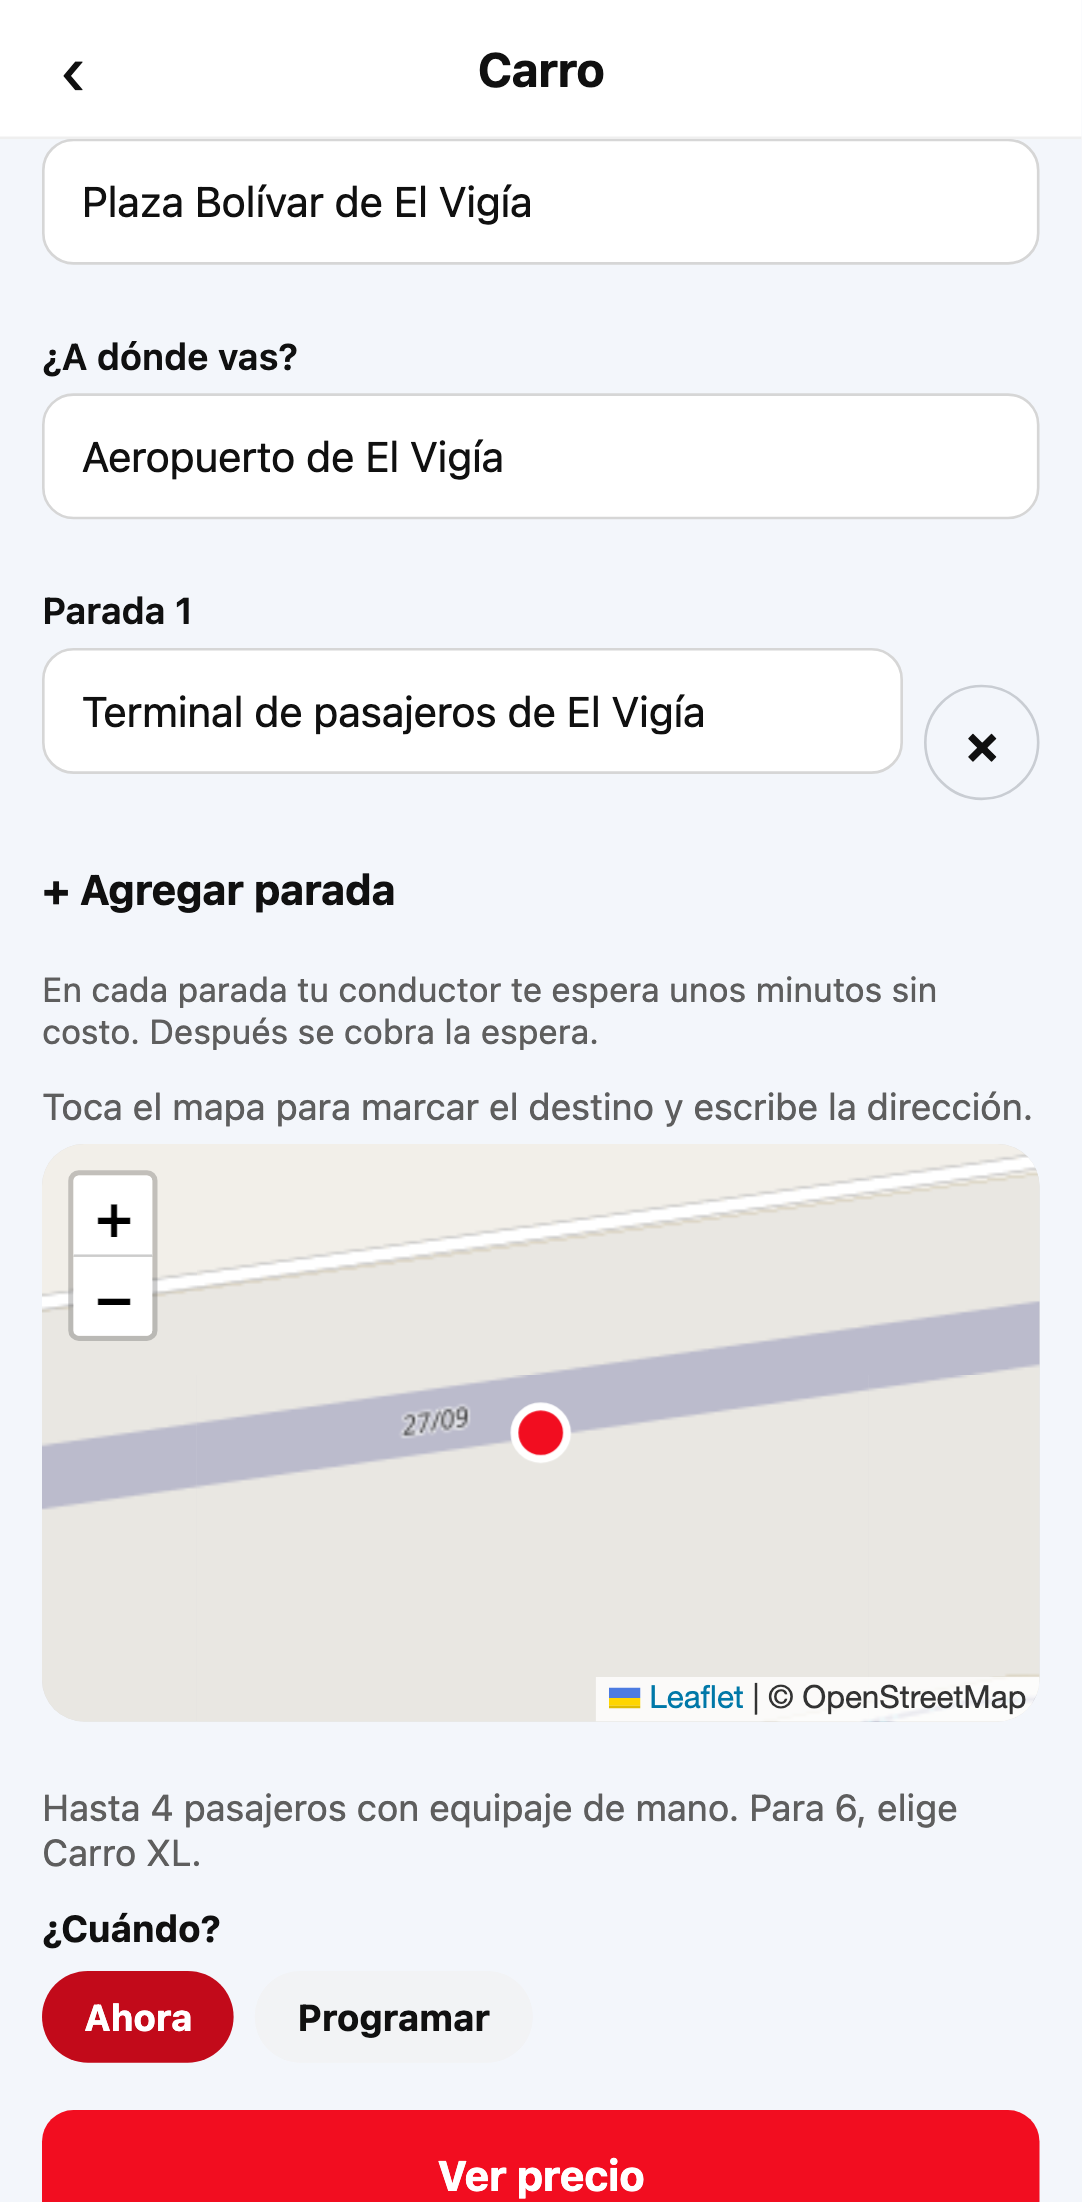 Carro
Plaza Bolívar de El Vigía
¿A dónde vas?
Aeropuerto de El Vigía
Parada 1
Terminal de pasajeros de El Vigía
+ Agregar parada
En cada parada tu conductor te espera unos minutos sin
costo. Después se cobra la espera.
Toca el mapa para marcar el destino y escribe la dirección.
+
−
27/09
Leaflet | © OpenStreetMap
Hasta 4 pasajeros con equipaje de mano. Para 6, elige
Carro XL.
¿Cuándo?
Ahora
Programar
Ver precio